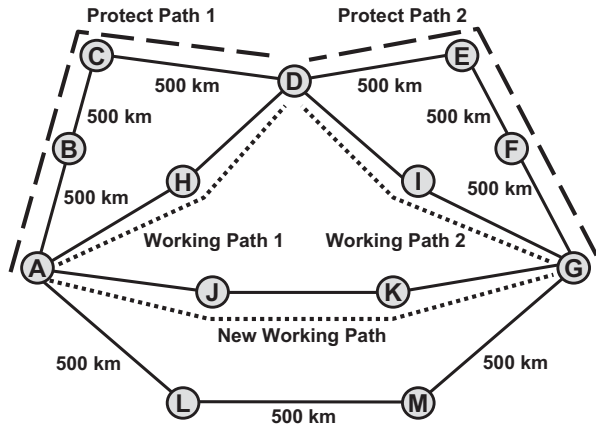 Protect Path 1
Protect Path 2
C
E
D
500 km
500 km
500 km
500 km
B
F
H
I
500 km
500 km
Working Path 1
Working Path 2
A
G
J
K
New Working Path
500 km
500 km
L
M
500 km